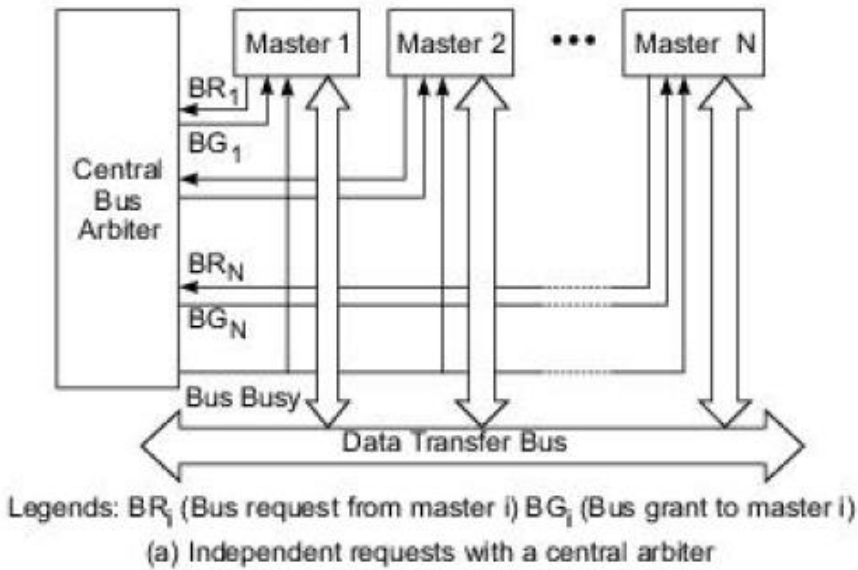 Master 1
Master 2
•••
Master N
BR1
BG1
Central
Bus
Arbiter
BRN
BGN
Bus Busy
Data Transfer Bus
Legends: BRi (Bus request from master i) BGi (Bus grant to master i)
(a) Independent requests with a central arbiter